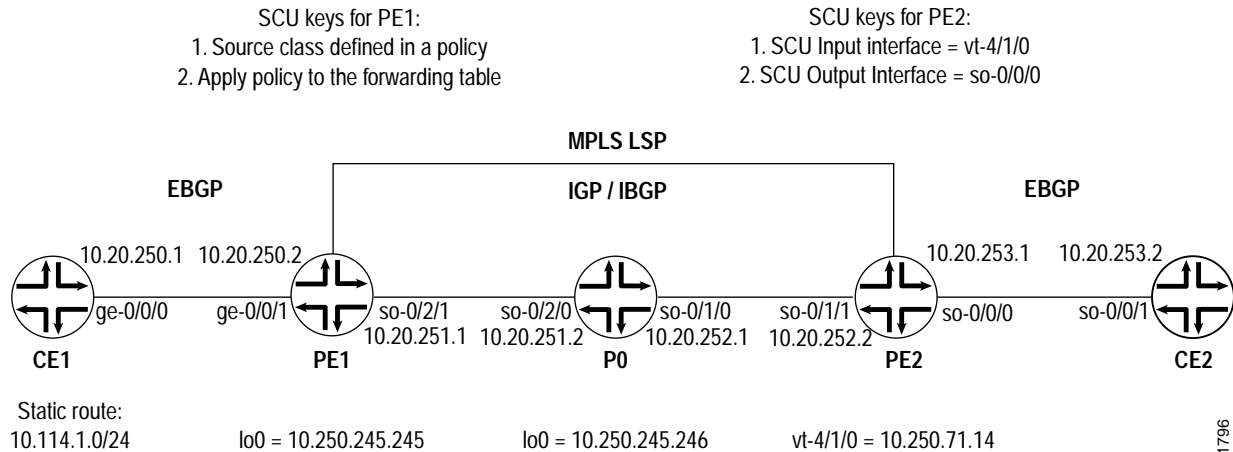 SCU keys for PE1:
1. Source class defined in a policy
2. Apply policy to the forwarding table
SCU keys for PE2:
1. SCU Input interface = vt-4/1/0
2. SCU Output Interface = so-0/0/0
MPLS LSP
EBGP
IGP / IBGP
EBGP
10.20.250.1
10.20.250.2
10.20.253.1
10.20.253.2
ge-0/0/0
ge-0/0/1
so-0/2/1
so-0/2/0
so-0/1/0
so-0/1/1
so-0/0/0
so-0/0/1
10.20.251.1
10.20.251.2
10.20.252.1
10.20.252.2
CE1
PE1
P0
PE2
CE2
Static route:
10.114.1.0/24
lo0 = 10.250.245.245
lo0 = 10.250.245.246
vt-4/1/0 = 10.250.71.14
1796